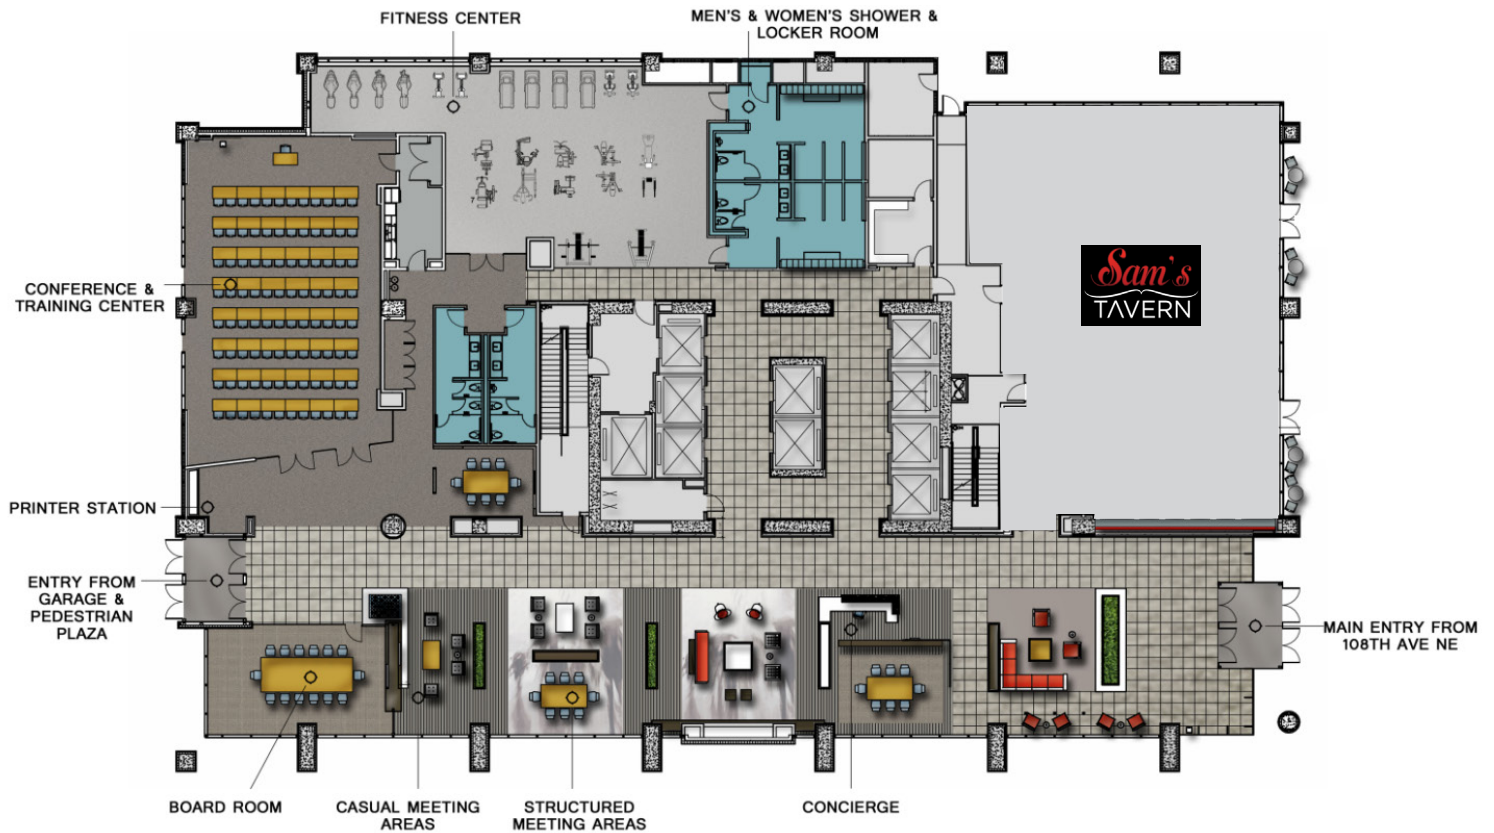 FITNESS CENTER
MEN'S & WOMEN'S SHOWER &
LOCKER ROOM
CONFERENCE &
TRAINING CENTER
Sam's
TAVERN
PRINTER STATION
ENTRY FROM
GARAGE &
PEDESTRIAN
PLAZA
MAIN ENTRY FROM
108TH AVE NE
BOARD ROOM
CASUAL MEETING
AREAS
STRUCTURED
MEETING AREAS
CONCIERGE